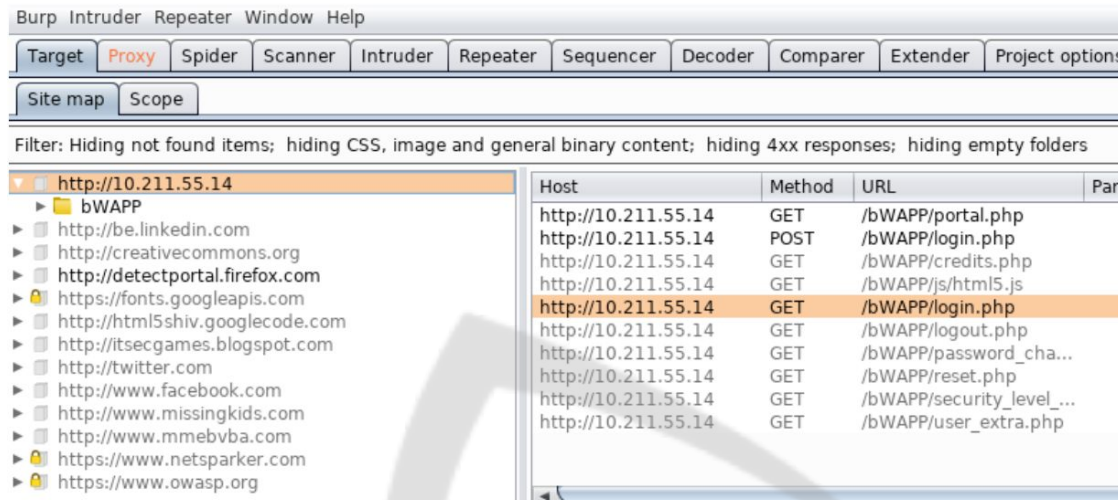 Burp Intruder Repeater Window Help
Target Proxy Spider Scanner Intruder Repeater Sequencer Decoder Comparer Extender Project options
Site map Scope
Filter: Hiding not found items; hiding CSS, image and general binary content; hiding 4xx responses; hiding empty folders
http://10.211.55.14
bWAPP
http://be.linkedin.com
http://creativecommons.org
http://detectportal.firefox.com
https://fonts.googleapis.com
http://html5shiv.googlecode.com
http://itsecgames.blogspot.com
http://twitter.com
http://www.facebook.com
http://www.missingkids.com
http://www.mmebvba.com
https://www.netsparker.com
https://www.owasp.org
Host Method URL Par
http://10.211.55.14 GET /bWAPP/portal.php
http://10.211.55.14 POST /bWAPP/login.php
http://10.211.55.14 GET /bWAPP/credits.php
http://10.211.55.14 GET /bWAPP/js/html5.js
http://10.211.55.14 GET /bWAPP/login.php
http://10.211.55.14 GET /bWAPP/logout.php
http://10.211.55.14 GET /bWAPP/password_cha...
http://10.211.55.14 GET /bWAPP/reset.php
http://10.211.55.14 GET /bWAPP/security_level_...
http://10.211.55.14 GET /bWAPP/user_extra.php